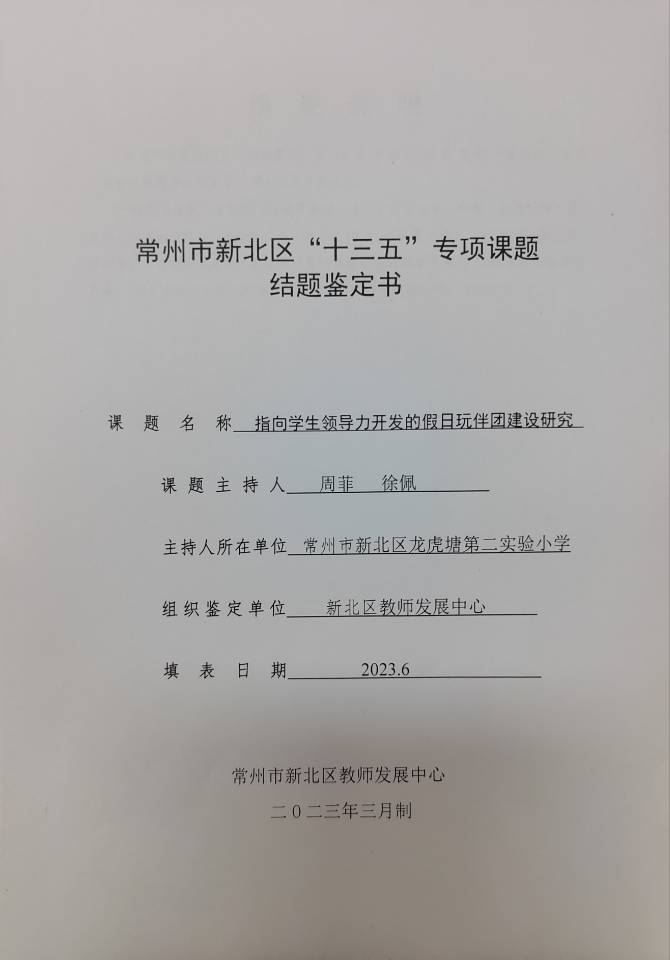 常州市新北区“十三五”专项课题
结题鉴定书
课题名称 指向学生领导力开发的假日玩伴团建设研究
课题主持人 周菲 徐佩
主持人所在单位 常州市新北区龙虎塘第二实验小学
组织鉴定单位 新北区教师发展中心
填表日期 2023.6
常州市新北区教师发展中心
二〇二三年三月制